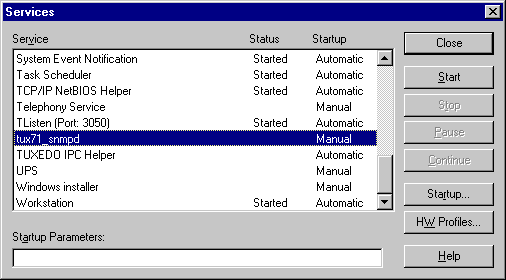 Services
Service Status Startup
System Event Notification Started Automatic
Task Scheduler Started Automatic
TCP/IP NetBIOS Helper Started Automatic
Telephony Service Manual
TListen (Port: 3050) Started Automatic
tux71_snmpd Manual
TUXEDO IPC Helper Automatic
UPS Manual
Windows installer Manual
Workstation Started Automatic
Startup Parameters:
Close
Start
Stop
Pause
Continue
Startup...
HW Profiles...
Help